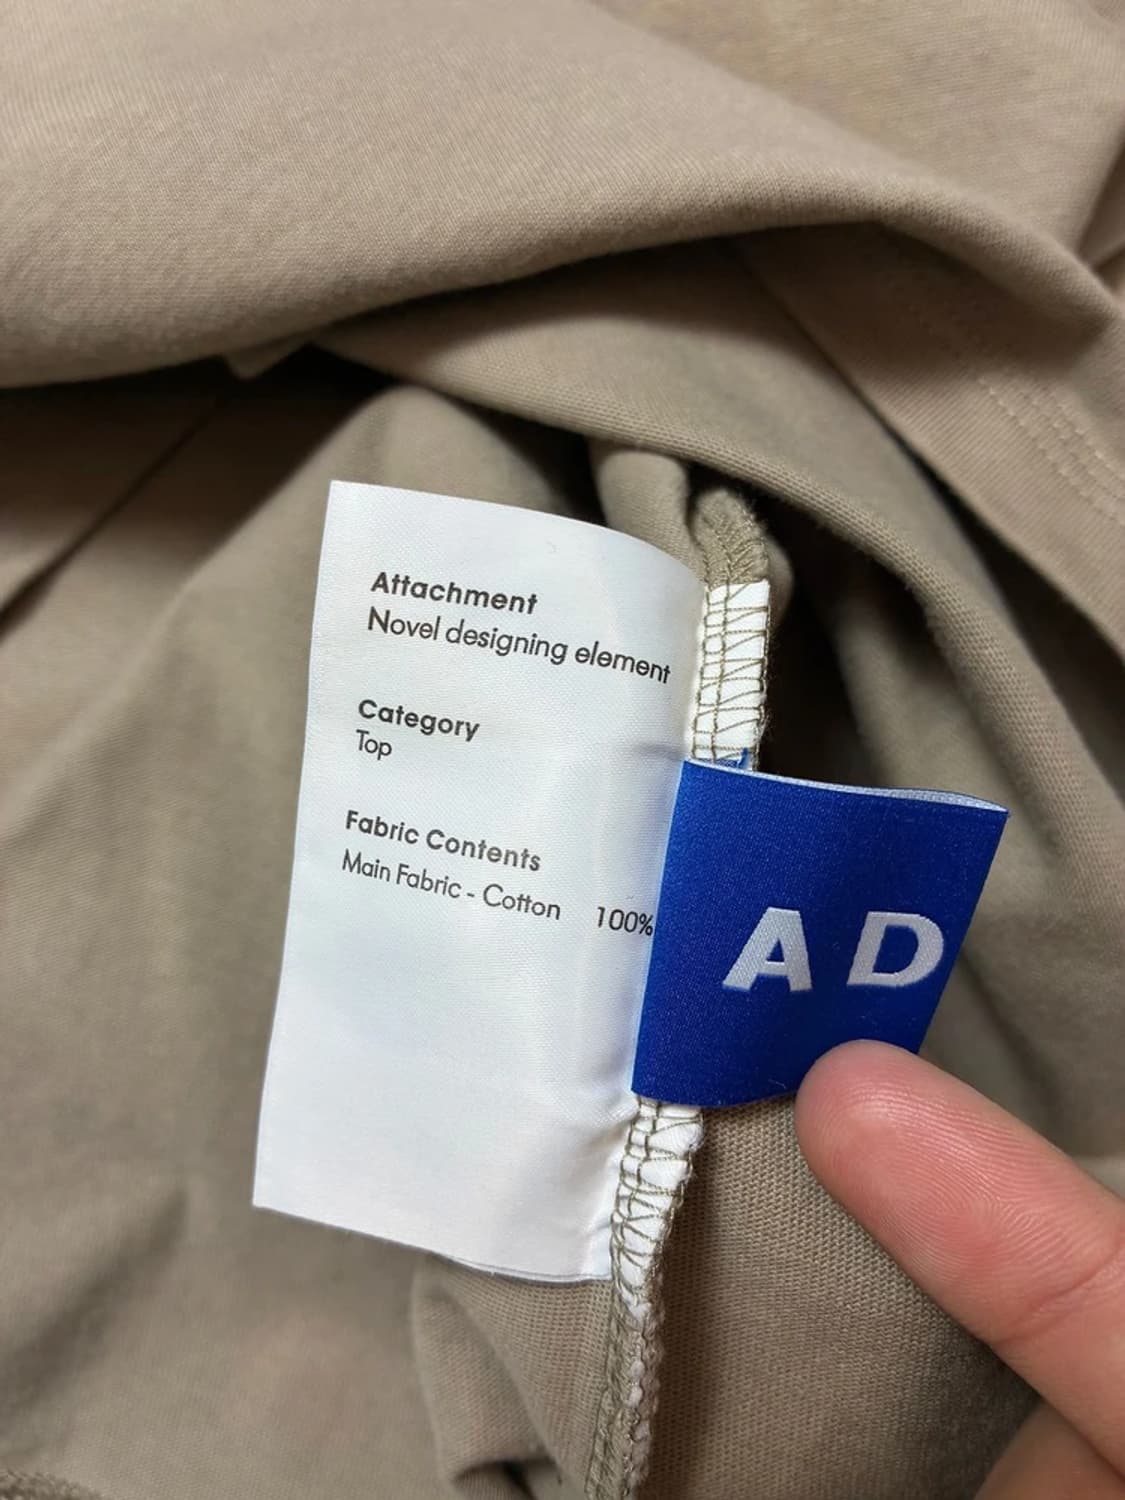 Attachment
Novel designing element
Category
Top
Fabric Contents
Main Fabric - Cotton 100%
AD